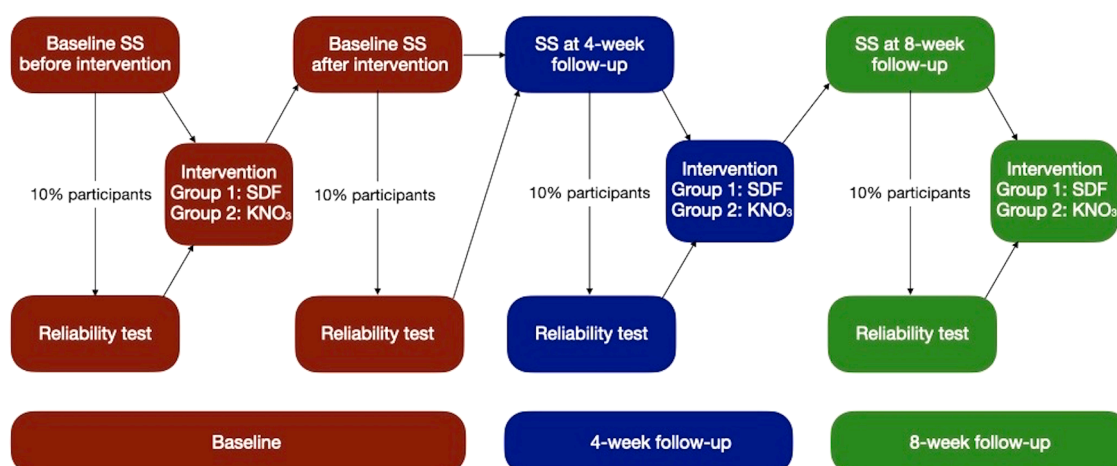 Baseline SS
before intervention
Baseline SS
after intervention
SS at 4-week
follow-up
SS at 8-week
follow-up
10% participants
Intervention
Group 1: SDF
Group 2: KNO₃
10% participants
10% participants
Intervention
Group 1: SDF
Group 2: KNO₃
10% participants
Intervention
Group 1: SDF
Group 2: KNO₃
Reliability test
Reliability test
Reliability test
Reliability test
Baseline
4-week follow-up
8-week follow-up